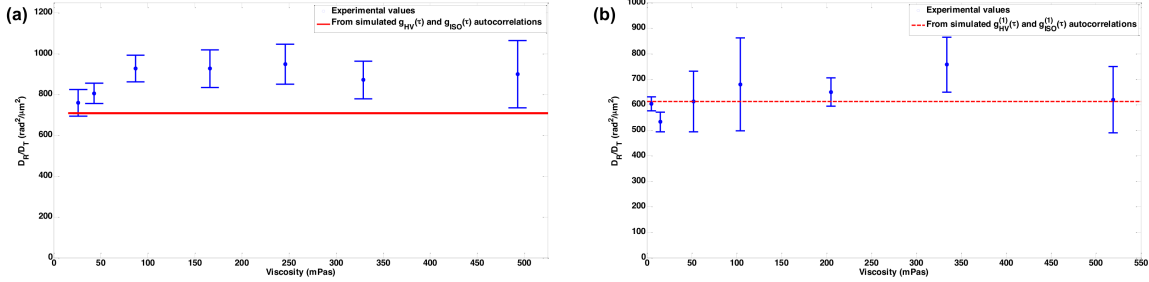 (a)
Experimental values
From simulated g_HV(τ) and g_ISO(τ) autocorrelations
1200
1000
800
600
400
200
0
D_R/D_T (rad²/μm²)
0 50 100 150 200 250 300 350 400 450 500
Viscosity (mPas)
(b)
Experimental values
From simulated g_HV^(1)(τ) and g_ISO^(1)(τ) autocorrelations
1000
900
800
700
600
500
400
300
200
100
0
D_R/D_T (rad²/μm²)
0 50 100 150 200 250 300 350 400 450 500 550
Viscosity (mPas)